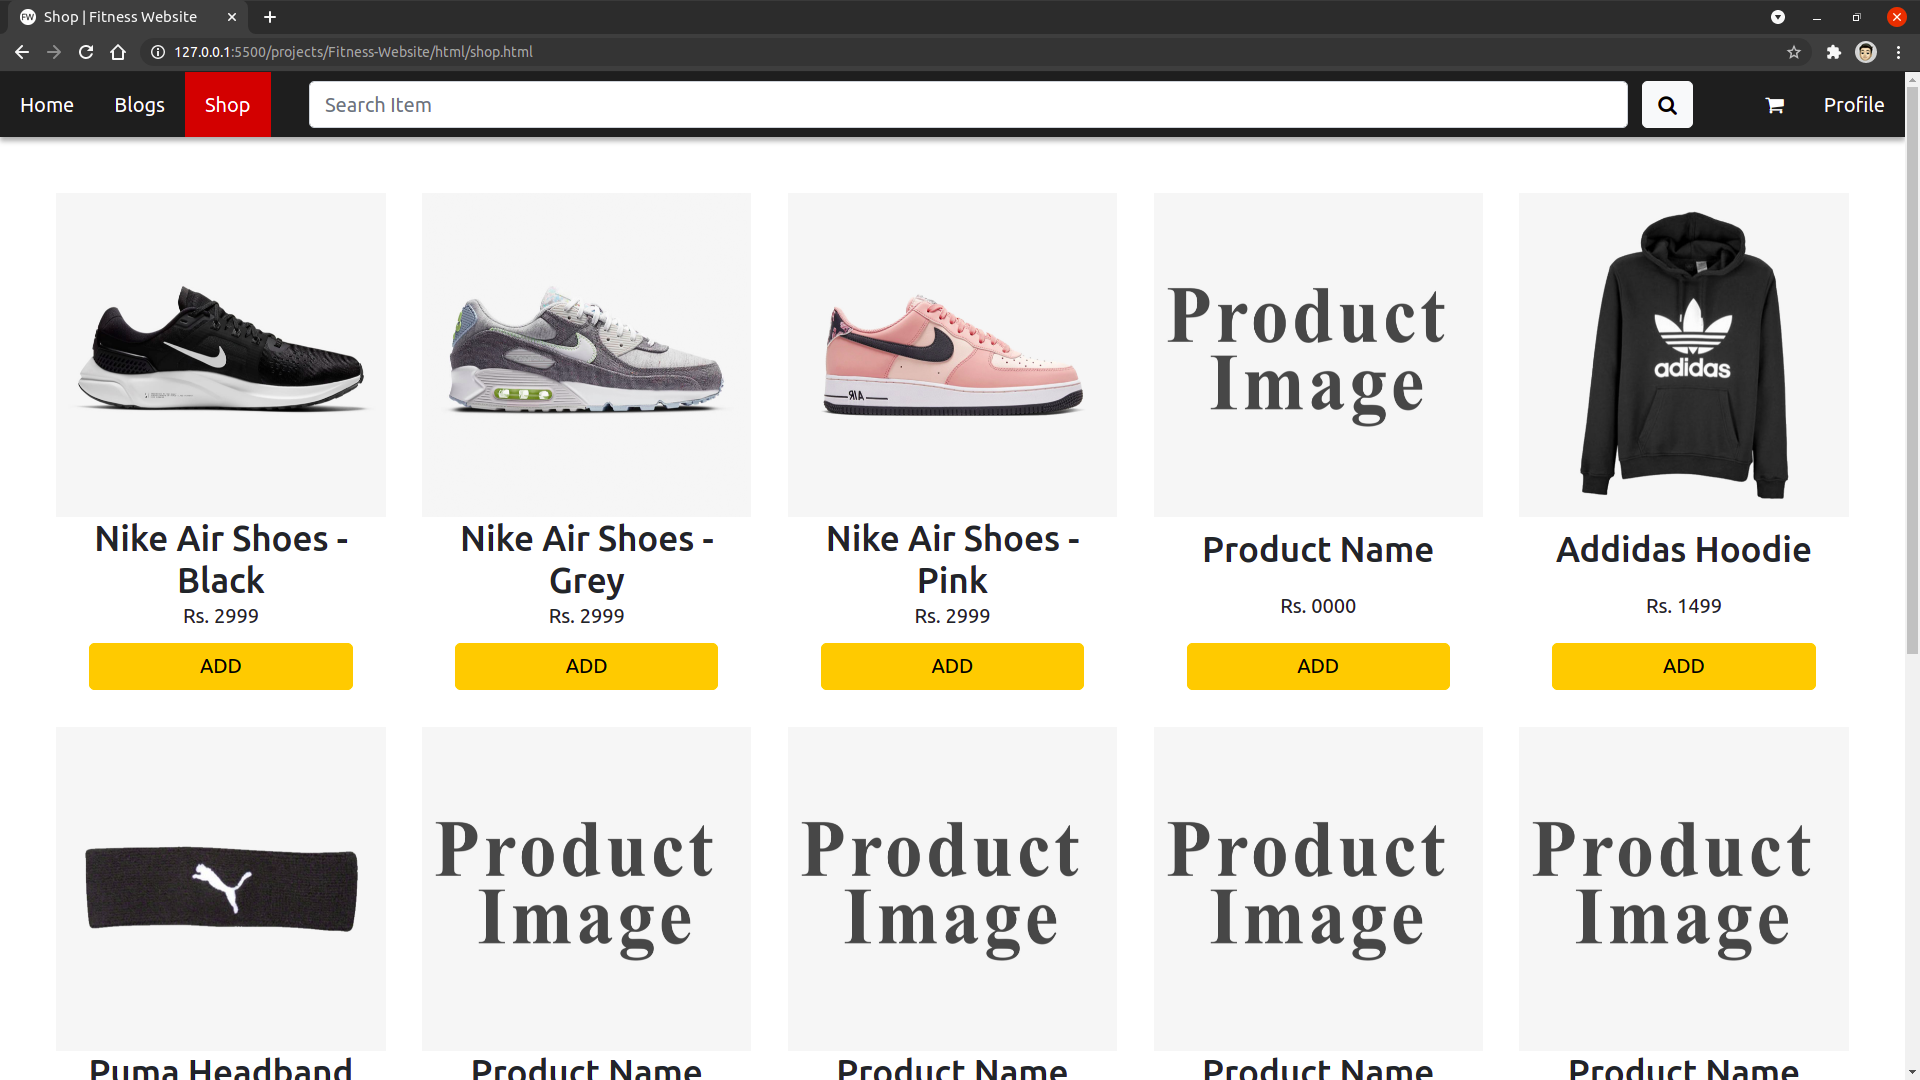 FW Shop | Fitness Website
127.0.0.1:5500/projects/Fitness-Website/html/shop.html
Home Blogs Shop Search Item Profile
Product
Image
adidas
AIR
Nike Air Shoes -
Black
Rs. 2999
ADD
Nike Air Shoes -
Grey
Rs. 2999
ADD
Nike Air Shoes -
Pink
Rs. 2999
ADD
Product Name
Rs. 0000
ADD
Addidas Hoodie
Rs. 1499
ADD
Product
Image
Product
Image
Product
Image
Product
Image
Puma Headband
Product Name
Product Name
Product Name
Product Name